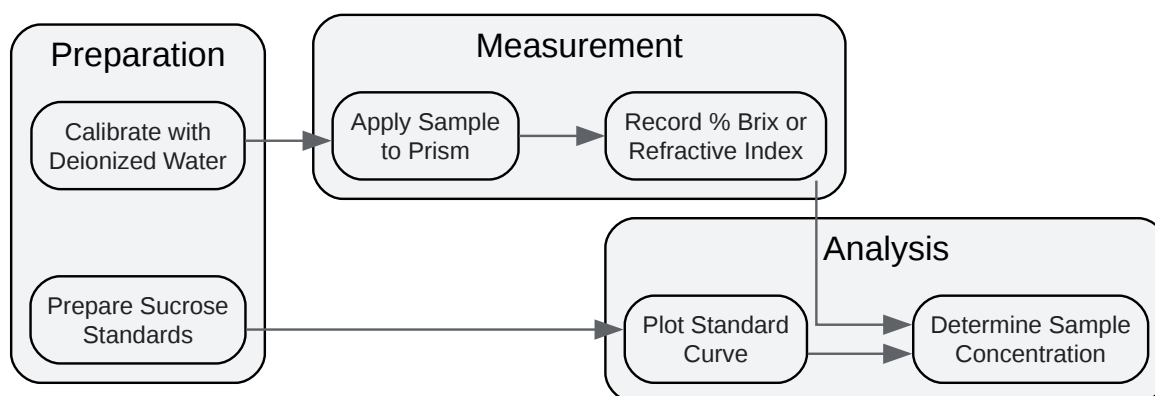 Preparation
Calibrate with
Deionized Water
Prepare Sucrose
Standards
Measurement
Apply Sample
to Prism
Record % Brix or
Refractive Index
Analysis
Plot Standard
Curve
Determine Sample
Concentration